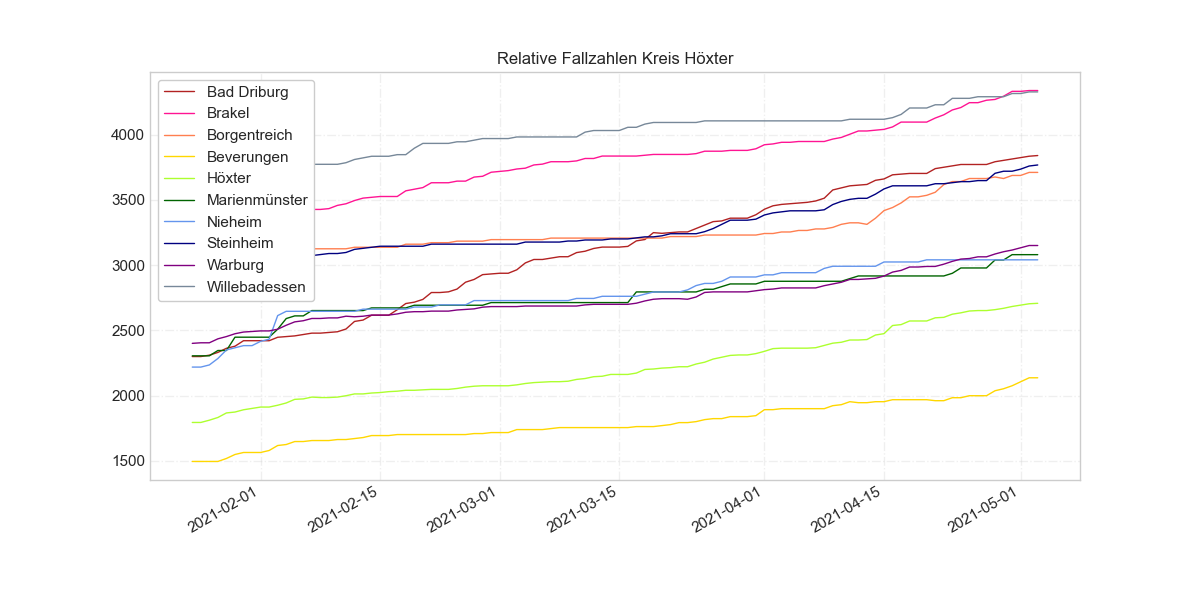 Relative Fallzahlen Kreis Höxter
Bad Driburg
Brakel
Borgentreich
Beverungen
Höxter
Marienmünster
Nieheim
Steinheim
Warburg
Willebadessen
4000
3500
3000
2500
2000
1500
2021-02-01
2021-02-15
2021-03-01
2021-03-15
2021-04-01
2021-04-15
2021-05-01